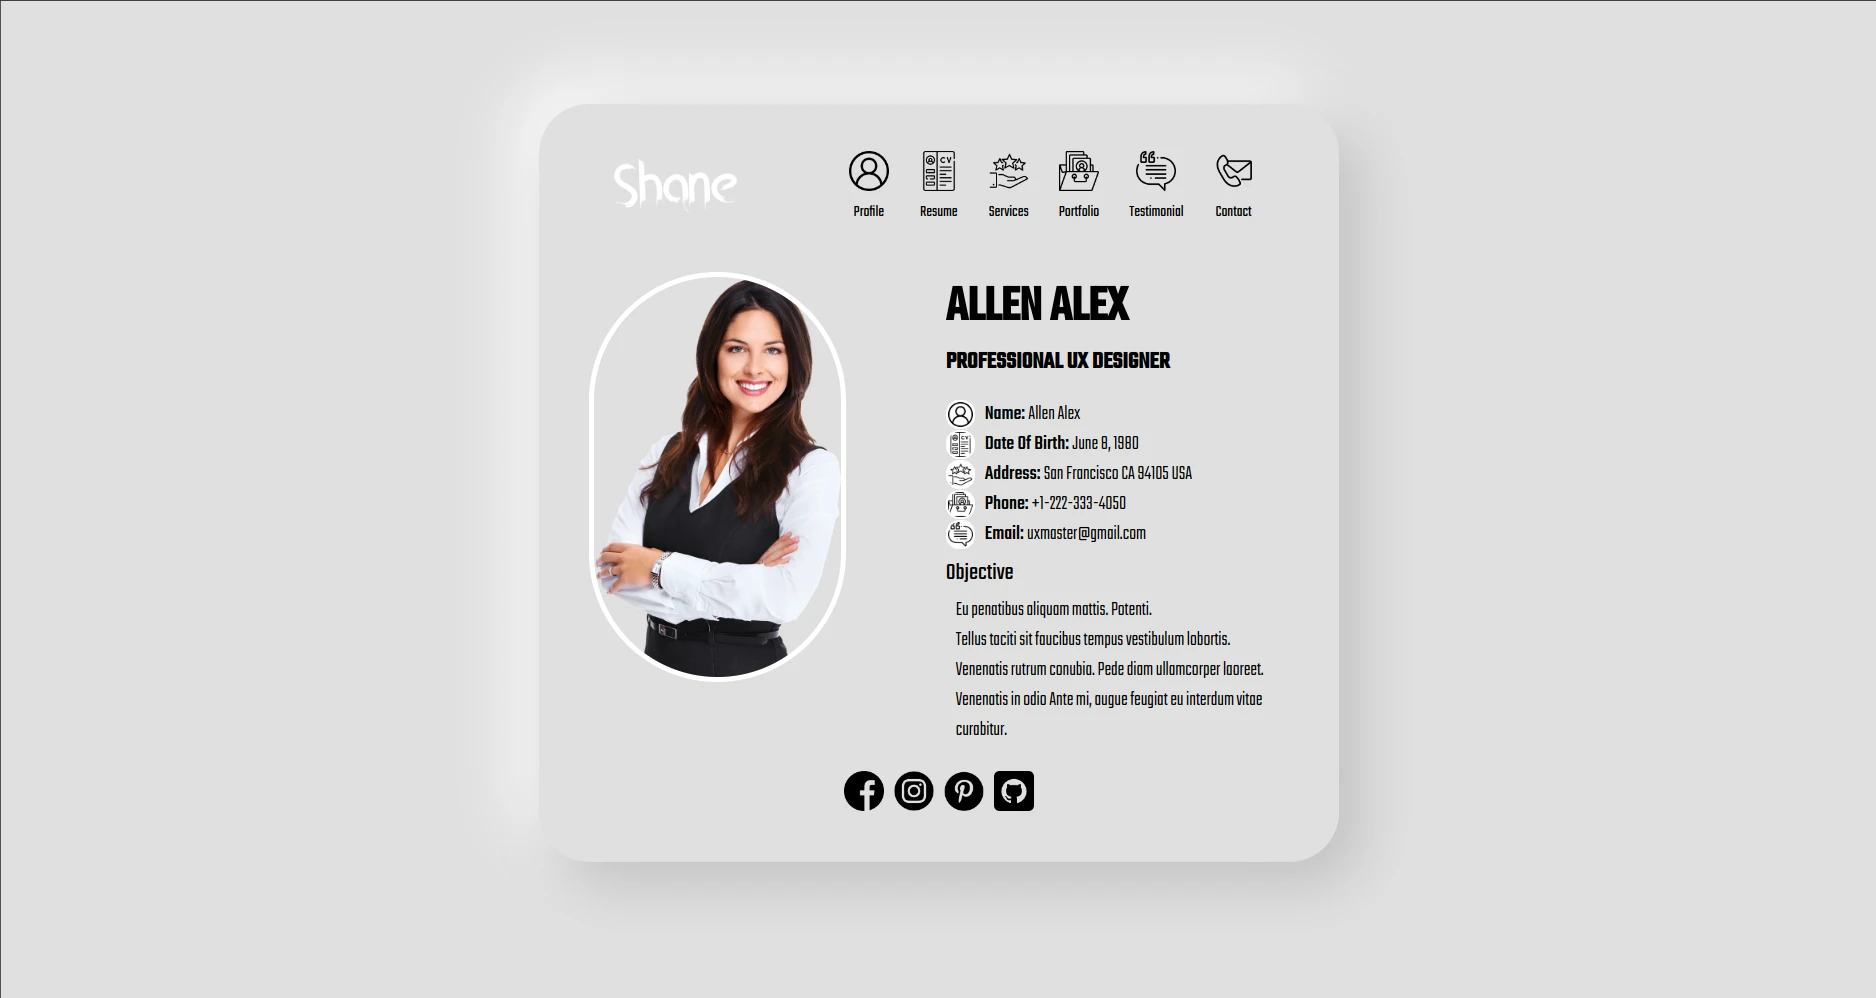 Shane
CV
Profile
Resume
Services
Portfolio
Testimonial
Contact
ALLEN ALEX
PROFESSIONAL UX DESIGNER
Name: Allen Alex
Date Of Birth: June 8, 1980
Address: San Francisco CA 94105 USA
Phone: +1-222-333-4050
Email: uxmaster@gmail.com
Objective
Eu penatibus aliquam mattis. Potenti.
Tellus taciti sit faucibus tempus vestibulum lobortis.
Venenatis rutrum conubia. Pede diam ullamcorper laoreet.
Venenatis in odio Ante mi, augue feugiat eu interdum vitae
curabitur.